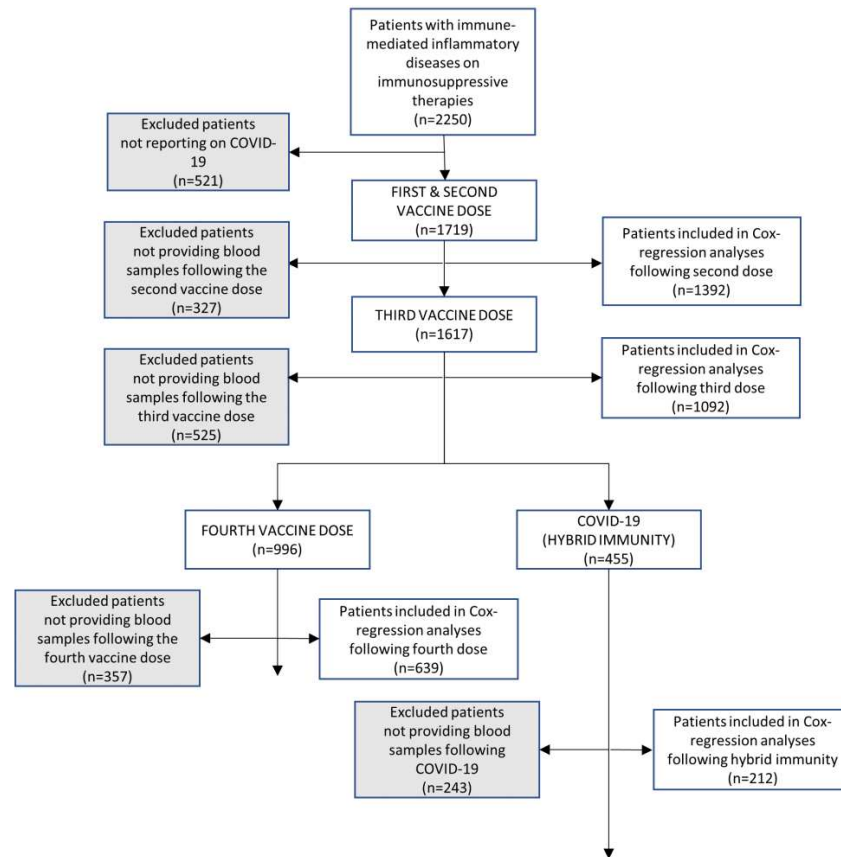 Patients with immune-
mediated inflammatory
diseases on
immunosuppressive
therapies
(n=2250)
Excluded patients
not reporting on COVID-
19
(n=521)
FIRST & SECOND
VACCINE DOSE
(n=1719)
Excluded patients
not providing blood
samples following the
second vaccine dose
(n=327)
Patients included in Cox-
regression analyses
following second dose
(n=1392)
THIRD VACCINE DOSE
(n=1617)
Excluded patients
not providing blood
samples following the
third vaccine dose
(n=525)
Patients included in Cox-
regression analyses
following third dose
(n=1092)
FOURTH VACCINE DOSE
(n=996)
COVID-19
(HYBRID IMMUNITY)
(n=455)
Excluded patients
not providing blood
samples following the
fourth vaccine dose
(n=357)
Patients included in Cox-
regression analyses
following fourth dose
(n=639)
Excluded patients
not providing blood
samples following
COVID-19
(n=243)
Patients included in Cox-
regression analyses
following hybrid immunity
(n=212)